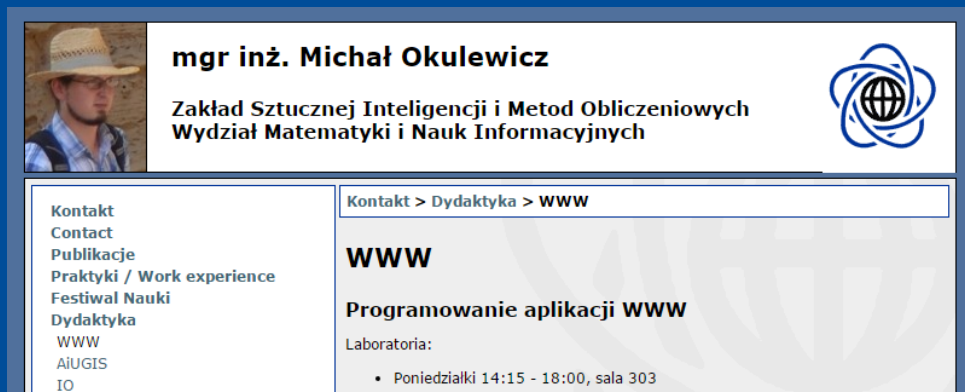 mgr inż. Michał Okulewicz
Zakład Sztucznej Inteligencji i Metod Obliczeniowych
Wydział Matematyki i Nauk Informacyjnych
Kontakt
Contact
Publikacje
Praktyki / Work experience
Festiwal Nauki
Dydaktyka
WWW
AiUGIS
IO
Kontakt > Dydaktyka > WWW
WWW
Programowanie aplikacji WWW
Laboratoria:
• Poniedziałki 14:15 - 18:00, sala 303